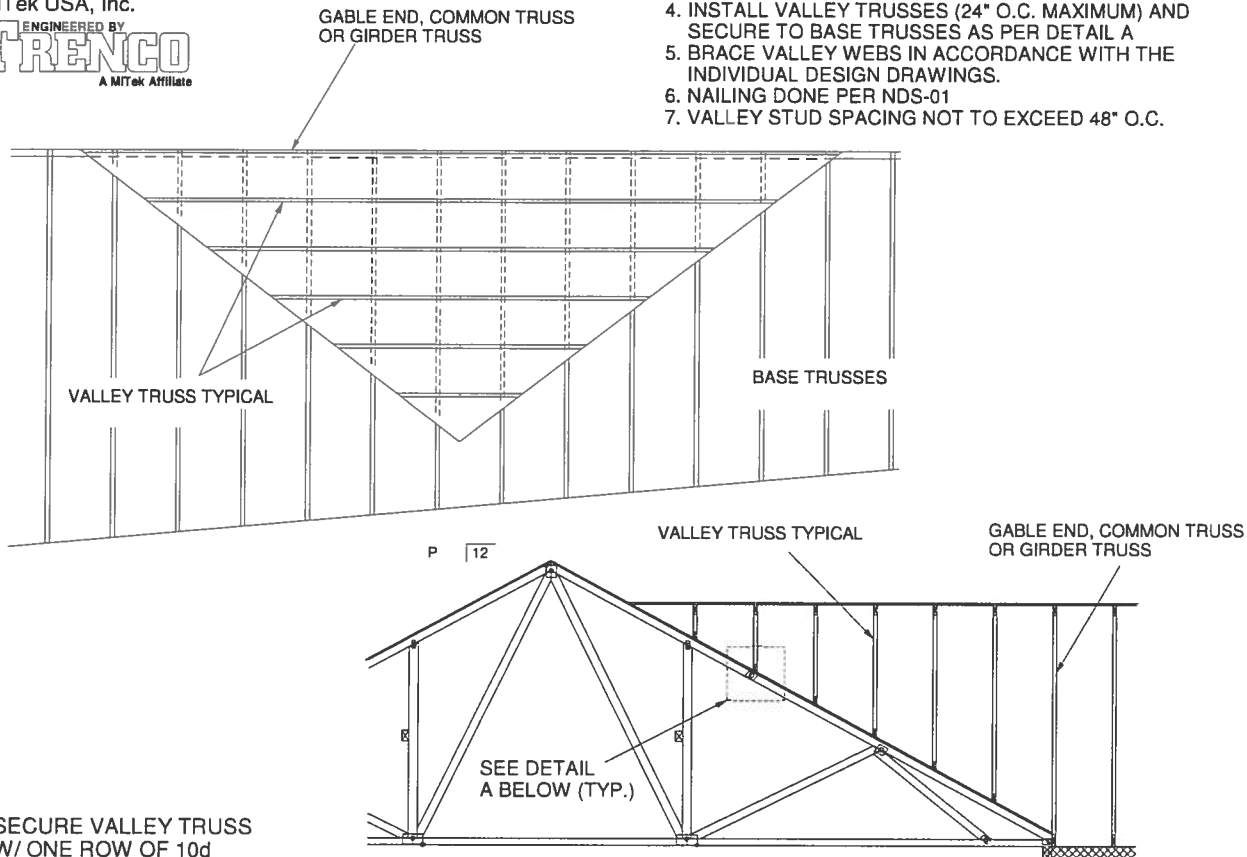 USA, Inc.
ENGINEERED BY
TRENCO
A MiTek Affiliate
GABLE END, COMMON TRUSS
OR GIRDER TRUSS
4. INSTALL VALLEY TRUSSES (24" O.C. MAXIMUM) AND
SECURE TO BASE TRUSSES AS PER DETAIL A
5. BRACE VALLEY WEBS IN ACCORDANCE WITH THE
INDIVIDUAL DESIGN DRAWINGS.
6. NAILING DONE PER NDS-01
7. VALLEY STUD SPACING NOT TO EXCEED 48" O.C.
VALLEY TRUSS TYPICAL
BASE TRUSSES
P 12
VALLEY TRUSS TYPICAL
GABLE END, COMMON TRUSS
OR GIRDER TRUSS
SEE DETAIL
A BELOW (TYP.)
SECURE VALLEY TRUSS
W/ ONE ROW OF 10d